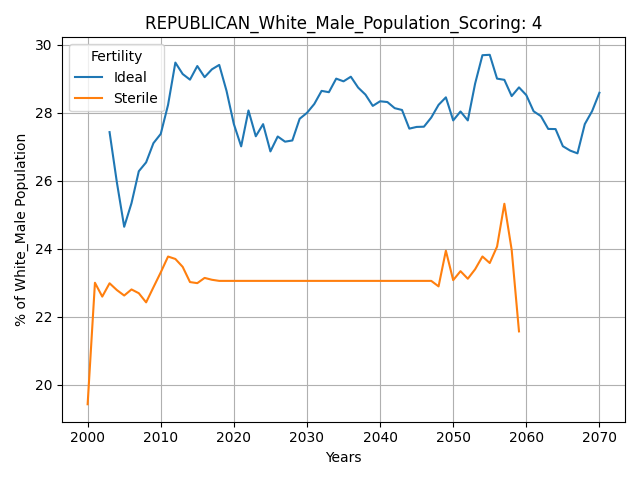 REPUBLICAN_White_Male_Population_Scoring: 4
Fertility
Ideal
Sterile
% of White_Male Population
30
28
26
24
22
20
2000 2010 2020 2030 2040 2050 2060 2070
Years